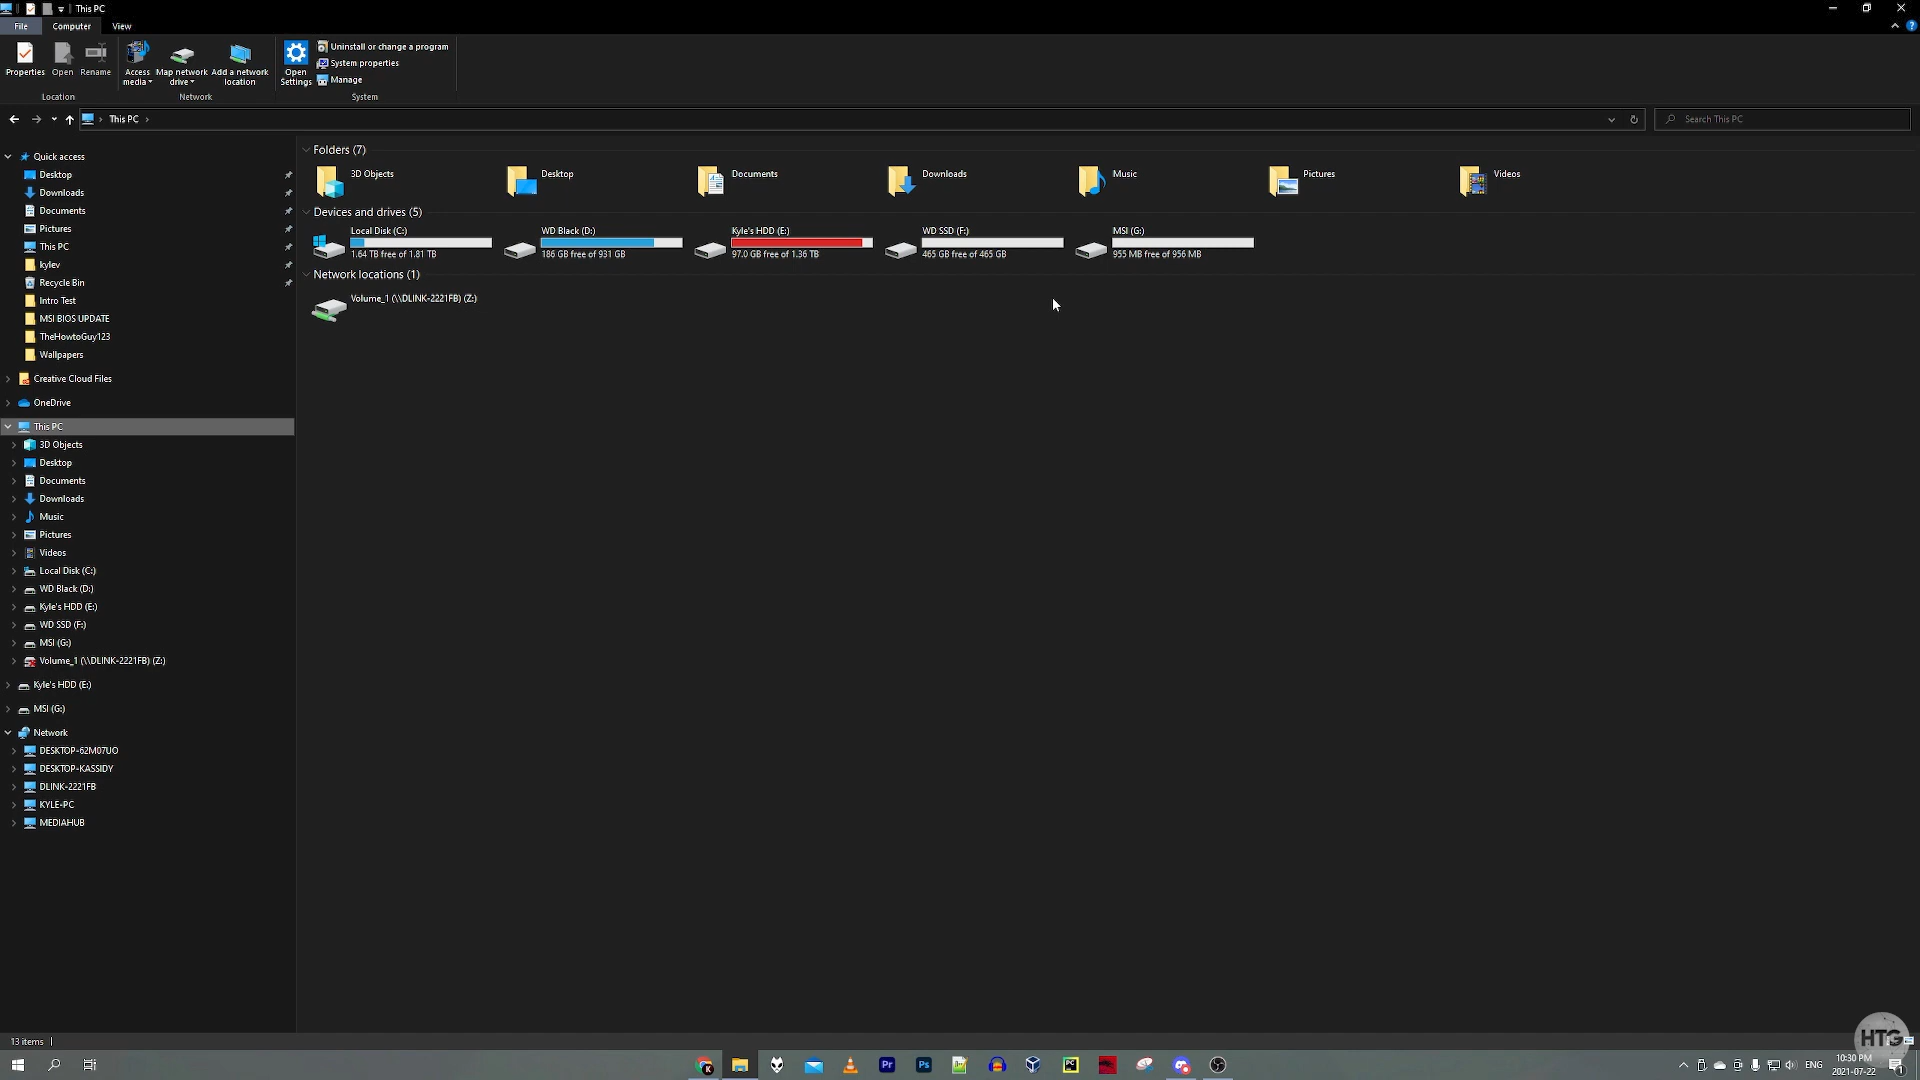 This PC
File
Computer
View
Properties
Open
Rename
Access media
Map network drive
Add a network location
Open Settings
Uninstall or change a program
System properties
Manage
Location
Network
System
This PC
Search This PC
Quick access
Desktop
Downloads
Documents
Pictures
This PC
kylev
Recycle Bin
Intro Test
MSI BIOS UPDATE
TheHowtoGuy123
Wallpapers
Creative Cloud Files
OneDrive
This PC
3D Objects
Desktop
Documents
Downloads
Music
Pictures
Videos
Local Disk (C:)
WD Black (D:)
Kyle's HDD (E:)
WD SSD (F:)
MSI (G:)
Volume_1 (\\DLINK-2221FB) (Z:)
Kyle's HDD (E:)
MSI (G:)
Network
DESKTOP-62M07UO
DESKTOP-KASSIDY
DLINK-2221FB
KYLE-PC
MEDIAHUB
Folders (7)
3D Objects
Desktop
Documents
Downloads
Music
Pictures
Videos
Devices and drives (5)
Local Disk (C:)
1.64 TB free of 1.81 TB
WD Black (D:)
186 GB free of 931 GB
Kyle's HDD (E:)
97.0 GB free of 1.36 TB
WD SSD (F:)
465 GB free of 465 GB
MSI (G:)
955 MB free of 956 MB
Network locations (1)
Volume_1 (\\DLINK-2221FB) (Z:)
13 items
HTG
K
Pr
Ps
PC
ENG
10:30 PM
2021-07-22
1